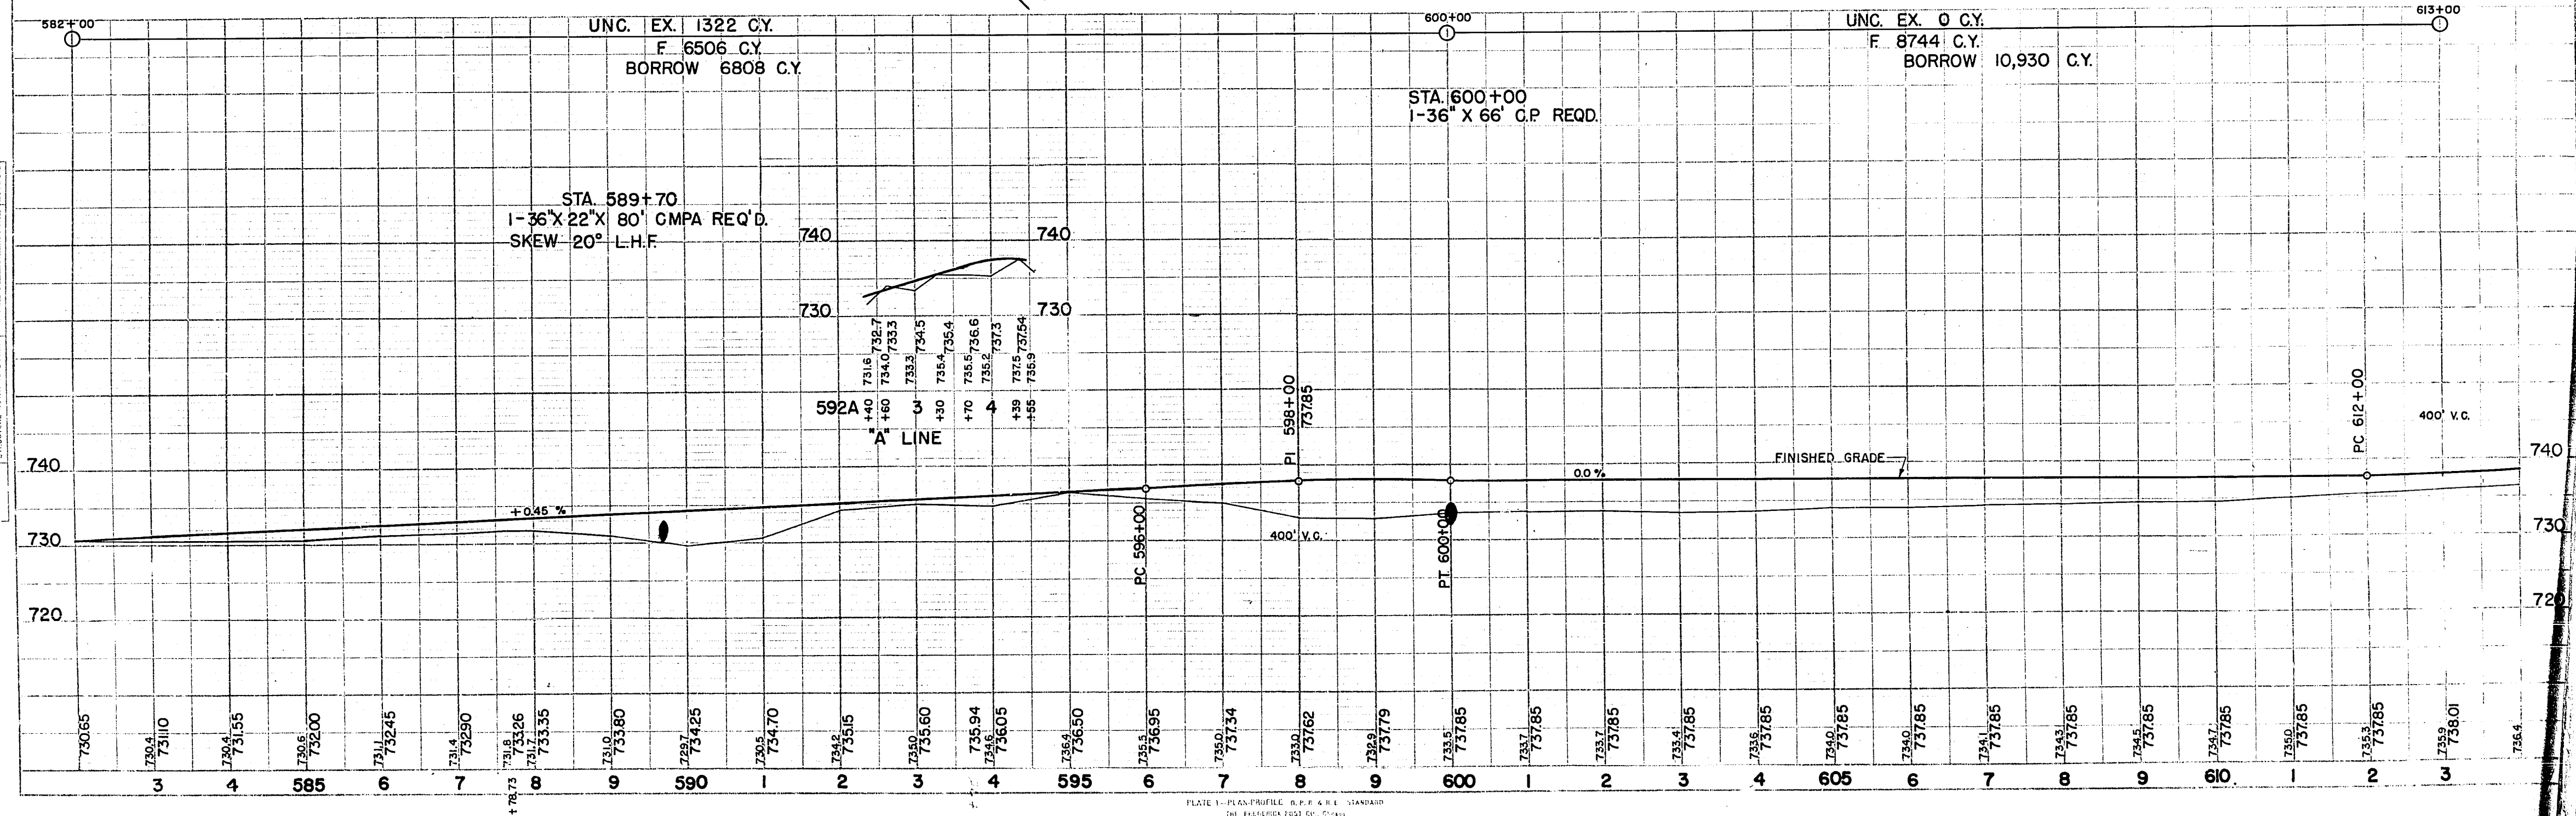 582+00
UNC. EX. 1322 C.Y.
F. 6506 C.Y.
BORROW 6808 C.Y.
600+00
UNC. EX. 0 C.Y.
F. 8744 C.Y.
BORROW 10,930 C.Y.
613+00
STA. 600+00
1-36" X 66' C.P. REQD.
STA. 589+70
1-36"X 22"X 80' CMPA REQ'D.
SKEW 20° L.H.F.
740 740
730 730
732.7 733.3 734.5 735.4 736.6 737.3 737.54
731.6 734.0 733.3 735.4 735.5 735.2 737.5 735.9
592A +40 +60 3 +30 +70 4 +39 +55
"A" LINE
PI 598+00
737.85
PC 612+00
400' V.C.
740 740
FINISHED GRADE
0.0 %
+0.45 %
730 730
PC 596+00
400' V.C.
PT. 600+00
720 720
730.65 731.10 731.55 732.00 732.45 732.90 733.26 733.35 733.80 734.25 734.70 735.15 735.60 735.94 736.05 736.50 736.95 737.34 737.62 737.79 737.85 737.85 737.85 737.85 737.85 737.85 737.85 737.85 737.85 737.85 737.85 737.85 737.85 738.01
730.4 730.4 730.6 731.1 731.4 731.8 731.7 731.0 729.7 730.5 734.2 735.0 734.6 736.4 735.5 735.0 733.0 732.9 733.5 733.7 733.7 733.4 733.6 734.0 734.0 734.1 734.3 734.5 734.7 735.0 735.3 735.9 736.4
3 4 585 6 7 8 9 590 1 2 3 4 595 6 7 8 9 600 1 2 3 4 605 6 7 8 9 610 1 2 3
+78.73
PLATE 1-PLAN-PROFILE B.P.R. & R.E. STANDARD